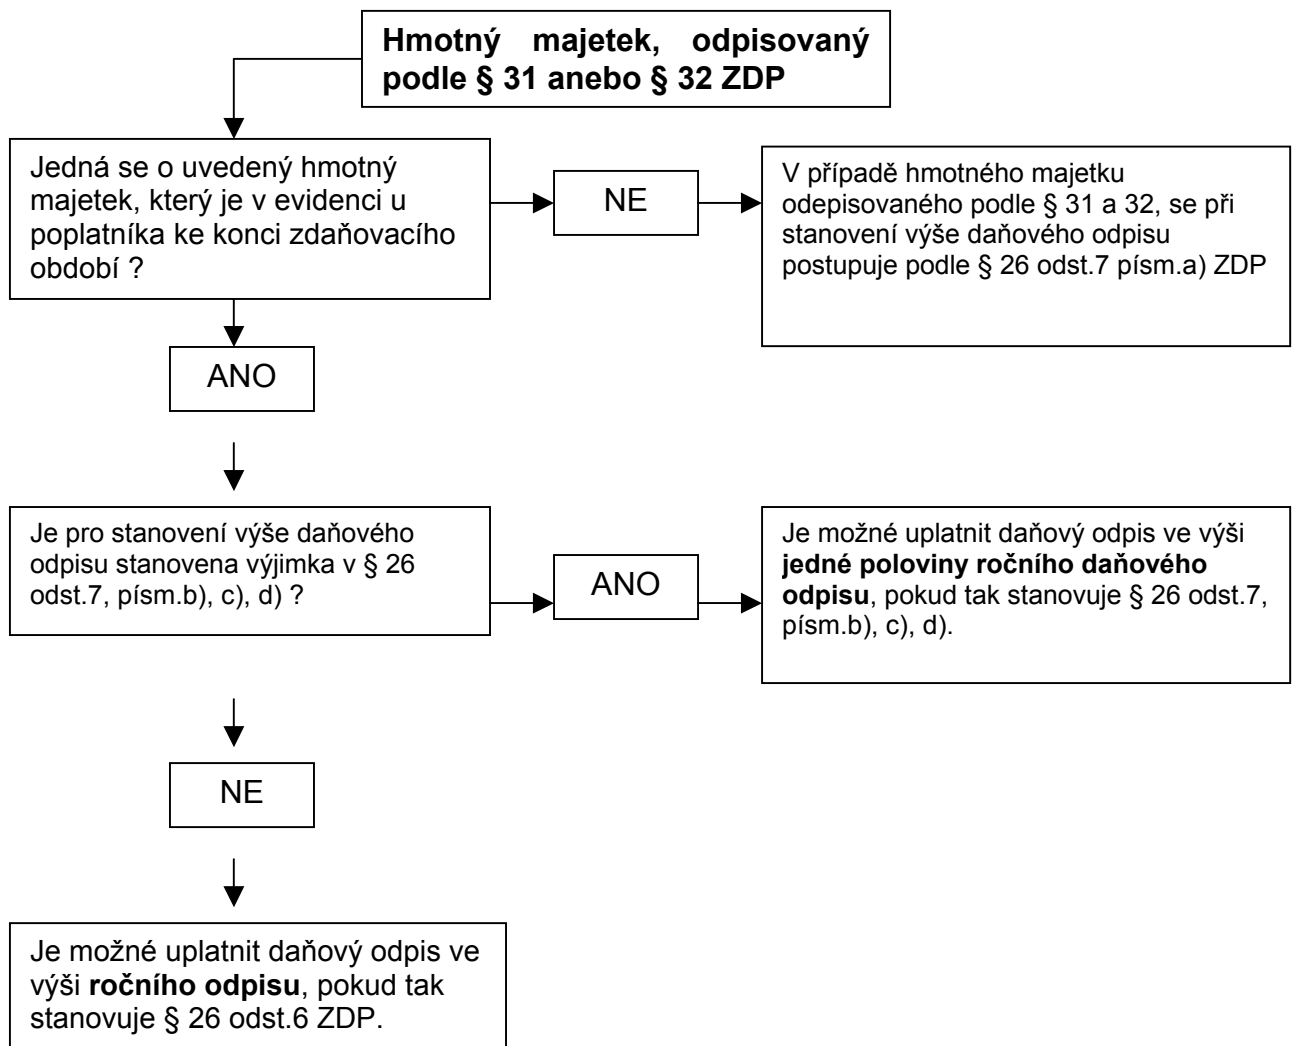 Hmotný majetek, odpisovaný
podle § 31 anebo § 32 ZDP
Jedná se o uvedený hmotný
majetek, který je v evidenci u
poplatníka ke konci zdaňovacího
období ?
NE
V případě hmotného majetku
odepisovaného podle § 31 a 32, se při
stanovení výše daňového odpisu
postupuje podle § 26 odst.7 písm.a) ZDP
ANO
Je pro stanovení výše daňového
odpisu stanovena výjimka v § 26
odst.7, písm.b), c), d) ?
ANO
Je možné uplatnit daňový odpis ve výši
jedné poloviny ročního daňového
odpisu, pokud tak stanovuje § 26 odst.7,
písm.b), c), d).
NE
Je možné uplatnit daňový odpis ve
výši ročního odpisu, pokud tak
stanovuje § 26 odst.6 ZDP.